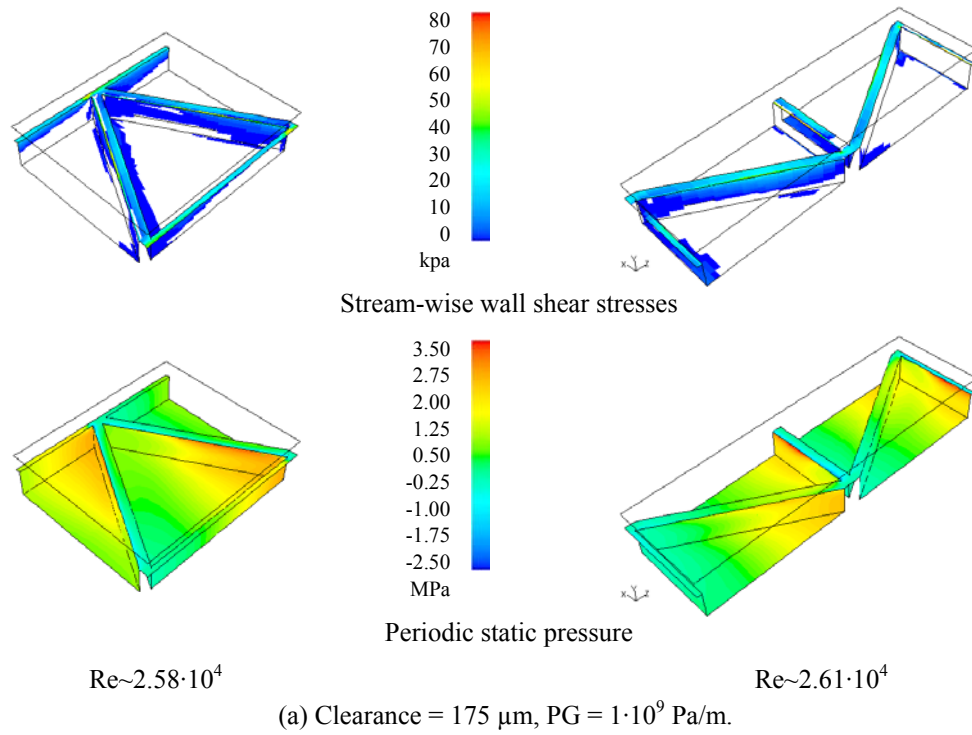 80
70
60
50
40
30
20
10
0
kpa
X Y Z
Stream-wise wall shear stresses
3.50
2.75
2.00
1.25
0.50
-0.25
-1.00
-1.75
-2.50
MPa
X Y Z
Periodic static pressure
Re~2.58·10⁴ Re~2.61·10⁴
(a) Clearance = 175 µm, PG = 1·10⁹ Pa/m.